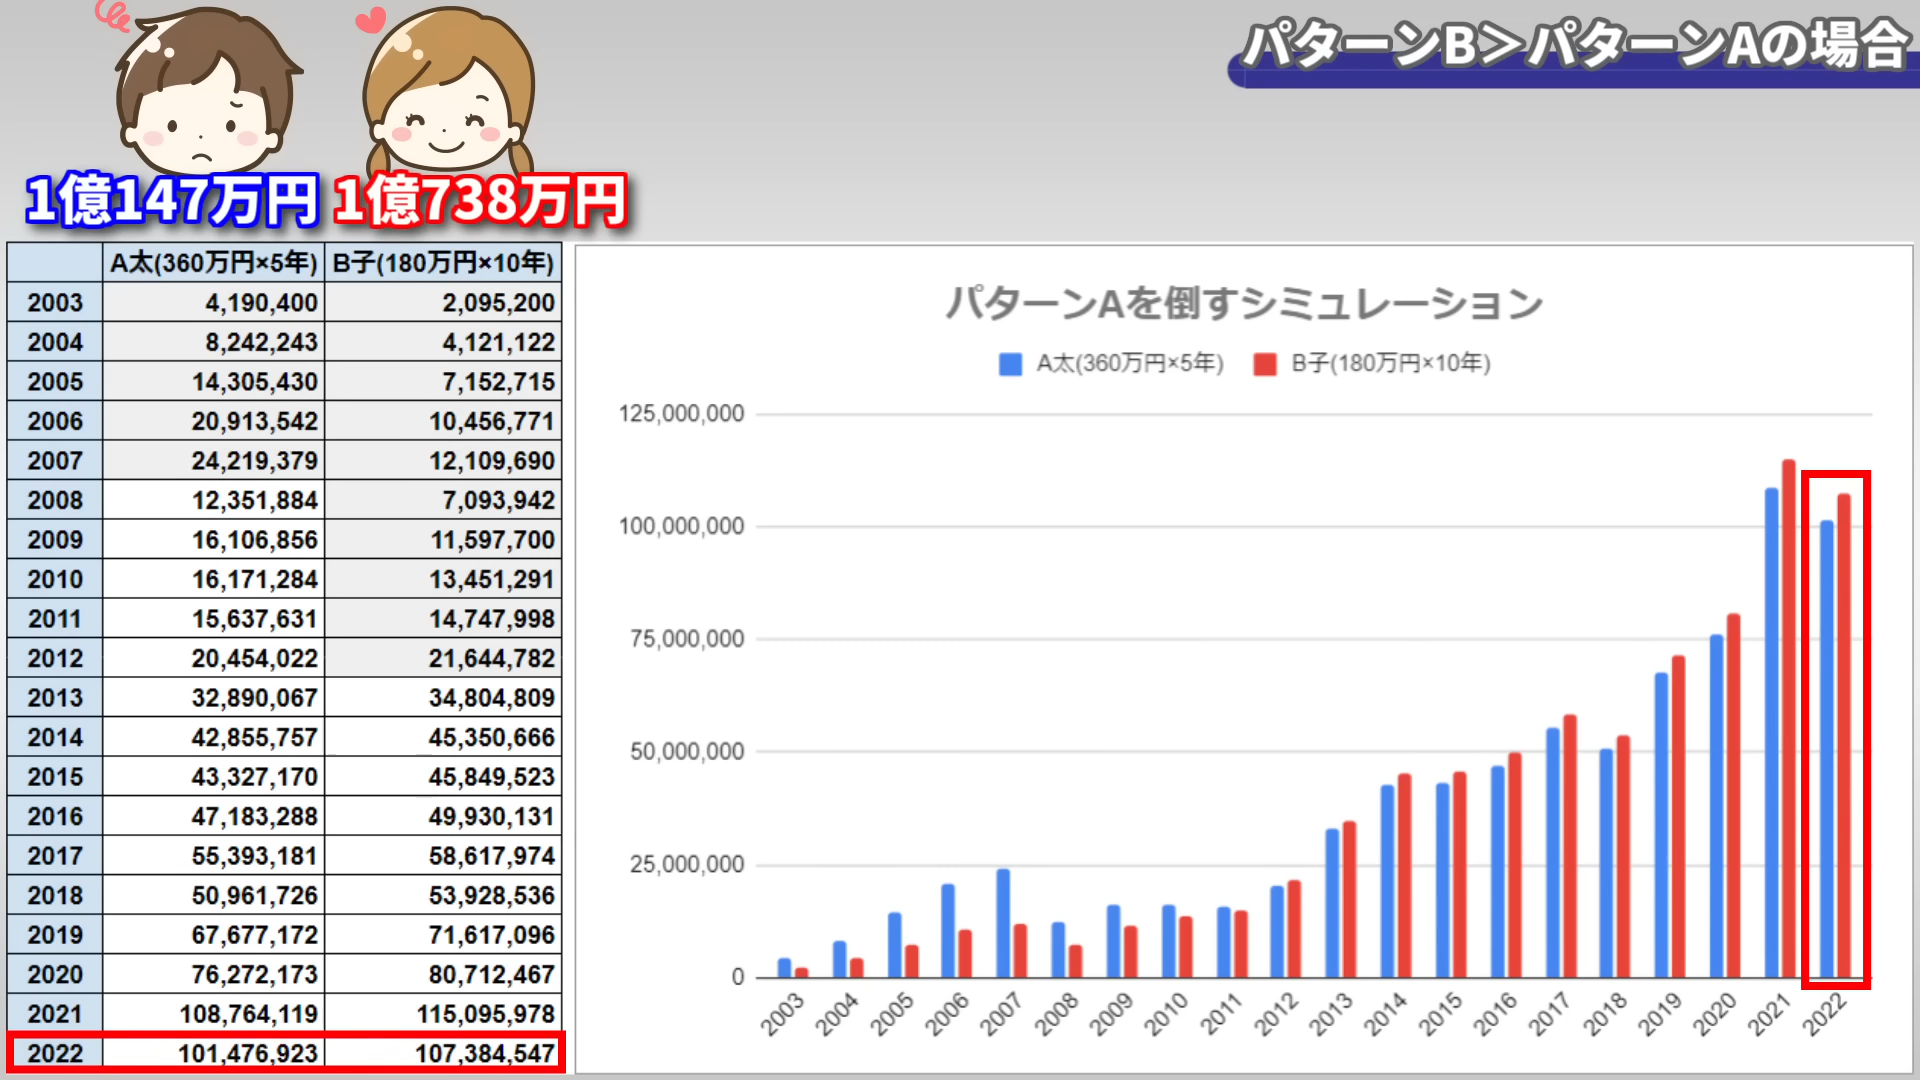 パターンB＞パターンAの場合
1億147万円 1億738万円
A太(360万円×5年) B子(180万円×10年)
2003 4,190,400 2,095,200
2004 8,242,243 4,121,122
2005 14,305,430 7,152,715
2006 20,913,542 10,456,771
2007 24,219,379 12,109,690
2008 12,351,884 7,093,942
2009 16,106,856 11,597,700
2010 16,171,284 13,451,291
2011 15,637,631 14,747,998
2012 20,454,022 21,644,782
2013 32,890,067 34,804,809
2014 42,855,757 45,350,666
2015 43,327,170 45,849,523
2016 47,183,288 49,930,131
2017 55,393,181 58,617,974
2018 50,961,726 53,928,536
2019 67,677,172 71,617,096
2020 76,272,173 80,712,467
2021 108,764,119 115,095,978
2022 101,476,923 107,384,547
パターンAを倒すシミュレーション
A太(360万円×5年) B子(180万円×10年)
125,000,000
100,000,000
75,000,000
50,000,000
25,000,000
0
2003 2004 2005 2006 2007 2008 2009 2010 2011 2012 2013 2014 2015 2016 2017 2018 2019 2020 2021 2022